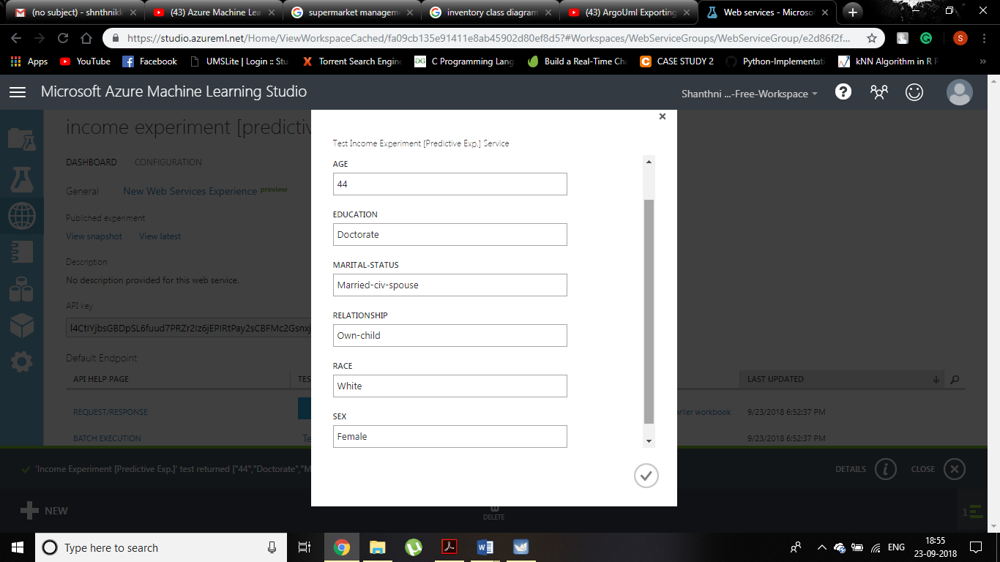 (no subject) - shnthnikk
(43) Azure Machine Lea
supermarket manageme
inventory class diagram
(43) ArgoUml Exporting
Web services - Microsof
https://studio.azureml.net/Home/ViewWorkspaceCached/fa09cb135e91411e8ab45902d80ef8d5?#Workspaces/WebServiceGroups/WebServiceGroup/e2d86f2f...
S
Apps
YouTube
Facebook
UMSLite | Login :: Stu
Torrent Search Engine
C Programming Lang
Build a Real-Time Cha
CASE STUDY 2
Python-Implementati
kNN Algorithm in R P
»
Microsoft Azure Machine Learning Studio
Shanthni ...-Free-Workspace
income experiment [predictiv
DASHBOARD
CONFIGURATION
General
New Web Services Experience preview
Published experiment
View snapshot
View latest
Description
No description provided for this web service.
API key
Default Endpoint
API HELP PAGE
TES
LAST UPDATED
REQUEST/RESPONSE
arlier workbook
9/23/2018 6:52:37 PM
BATCH EXECUTION
Te
9/23/2018 6:52:37 PM
Test Income Experiment [Predictive Exp.] Service
AGE
44
EDUCATION
Doctorate
MARITAL-STATUS
Married-civ-spouse
RELATIONSHIP
Own-child
RACE
White
SEX
Female
'Income Experiment [Predictive Exp.]' test returned ["44","Doctorate","M
DETAILS
CLOSE
NEW
DELETE
1
Type here to search
ENG
18:55
23-09-2018